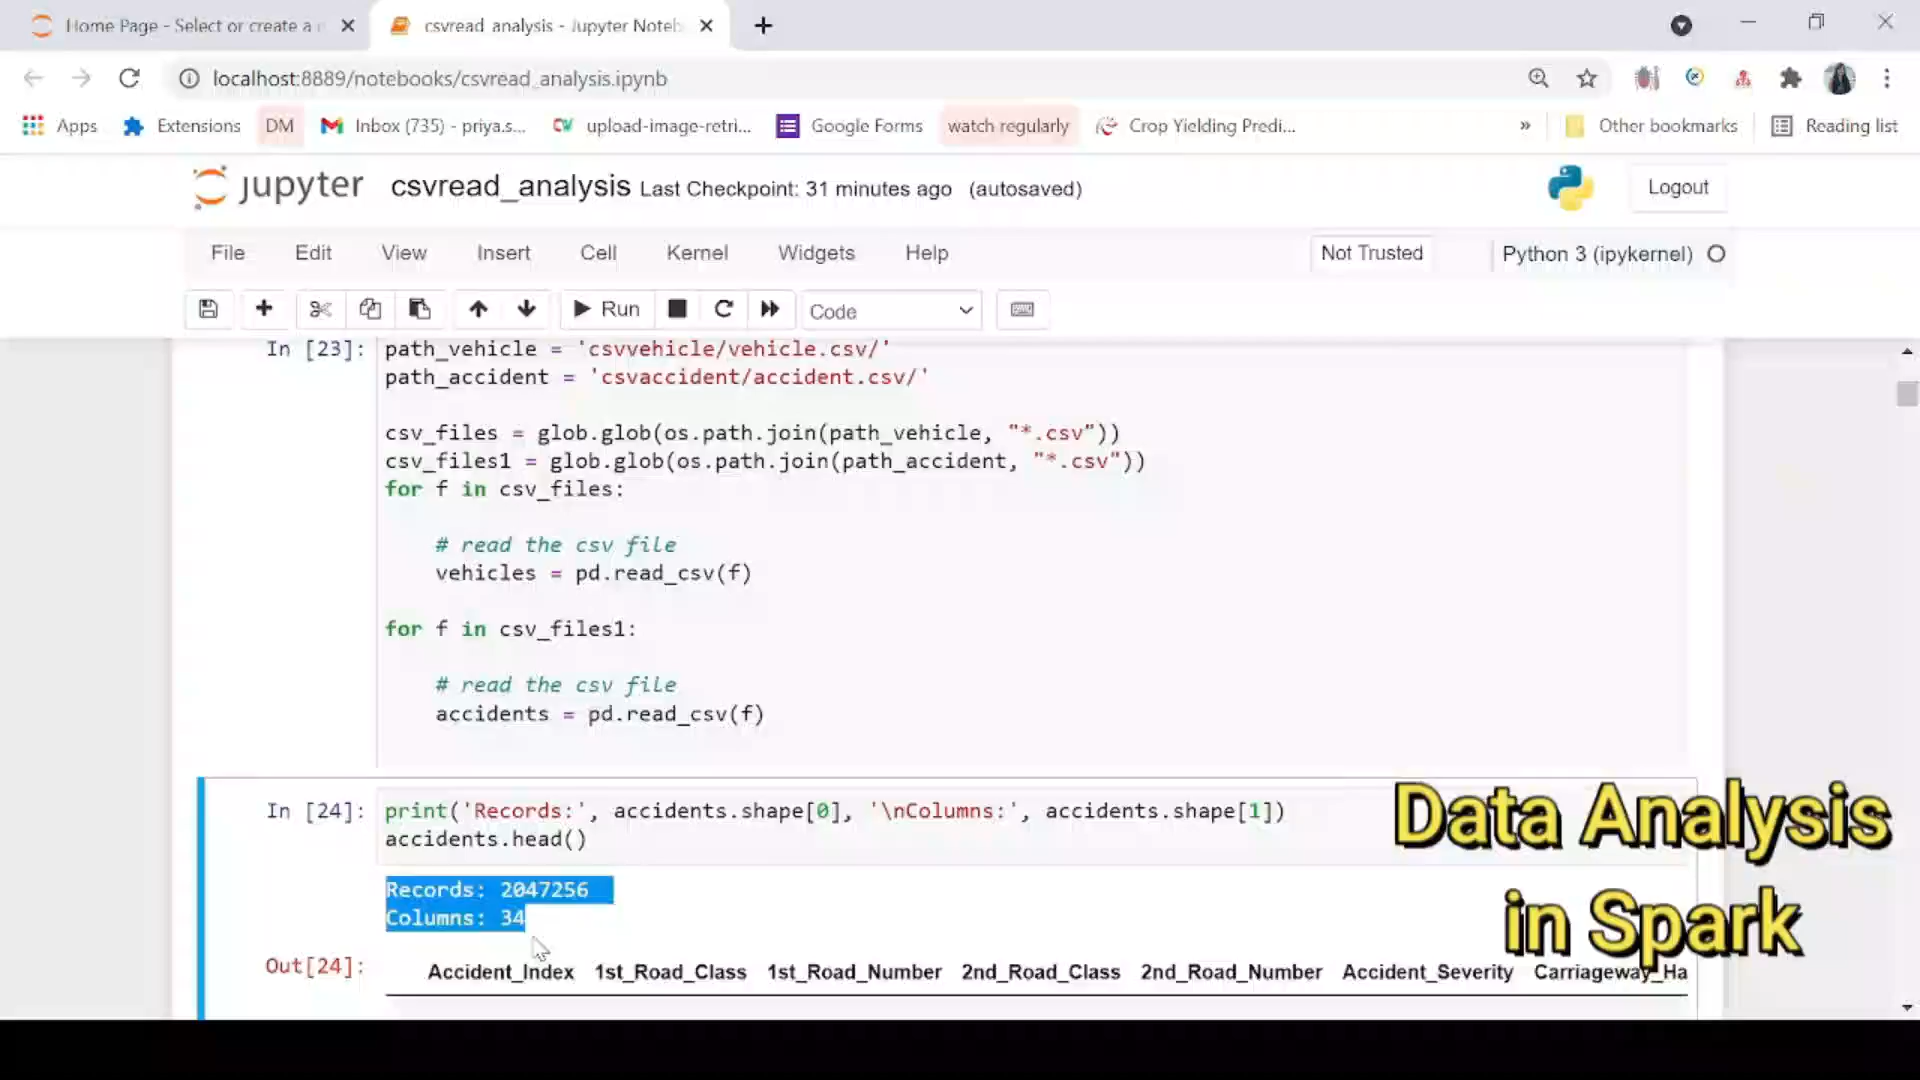 Home Page - Select or create a n
csvread_analysis - Jupyter Noteb
localhost:8889/notebooks/csvread_analysis.ipynb
Apps
Extensions
DM
Inbox (735) - priya.s...
upload-image-retri...
Google Forms
watch regularly
Crop Yielding Predi...
»
Other bookmarks
Reading list
jupyter
csvread_analysis Last Checkpoint: 31 minutes ago (autosaved)
Logout
File Edit View Insert Cell Kernel Widgets Help
Not Trusted
Python 3 (ipykernel)
Run
Code
In [23]: path_vehicle = 'csvvehicle/vehicle.csv/'
path_accident = 'csvaccident/accident.csv/'
csv_files = glob.glob(os.path.join(path_vehicle, "*.csv"))
csv_files1 = glob.glob(os.path.join(path_accident, "*.csv"))
for f in csv_files:
# read the csv file
vehicles = pd.read_csv(f)
for f in csv_files1:
# read the csv file
accidents = pd.read_csv(f)
In [24]: print('Records:', accidents.shape[0], '\nColumns:', accidents.shape[1])
accidents.head()
Records: 2047256
Columns: 34
Out[24]:
Accident_Index 1st_Road_Class 1st_Road_Number 2nd_Road_Class 2nd_Road_Number Accident_Severity Carriageway_Ha
Data Analysis
in Spark